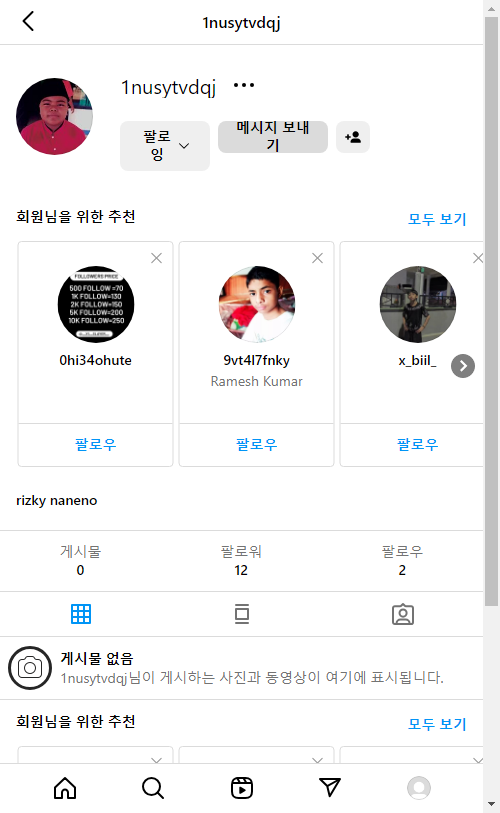 1nusytvdqj
1nusytvdqj
팔로
잉
메시지 보내
기
회원님을 위한 추천
모두 보기
FOLLOWERS PRICE
500 FOLLOW=70
1K FOLLOW=130
2K FOLLOW=150
5K FOLLOW=200
10K FOLLOW=250
0hi34ohute
9vt4l7fnky
x_biil_
Ramesh Kumar
팔로우
팔로우
팔로우
rizky naneno
게시물
팔로워
팔로우
0
12
2
게시물 없음
1nusytvdqj님이 게시하는 사진과 동영상이 여기에 표시됩니다.
회원님을 위한 추천
모두 보기